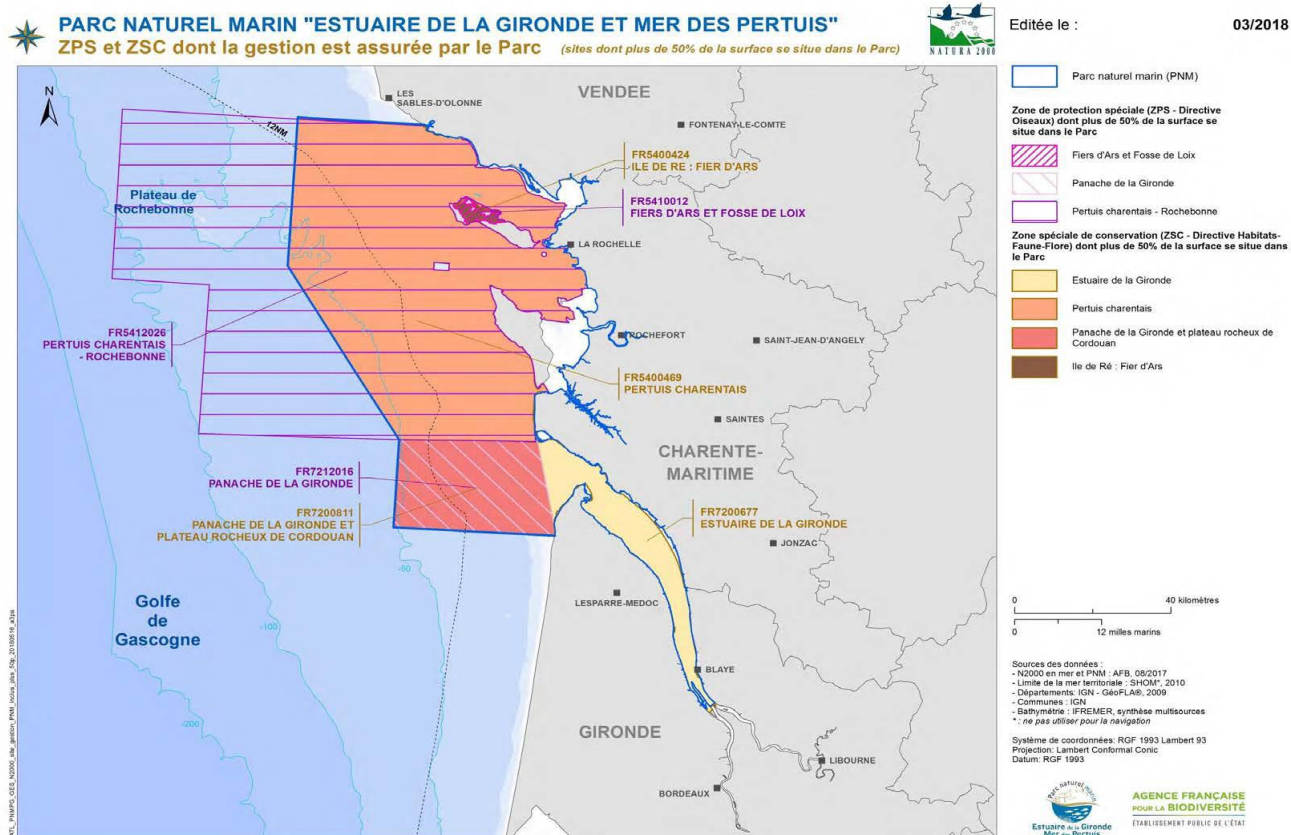 PARC NATUREL MARIN "ESTUAIRE DE LA GIRONDE ET MER DES PERTUIS"
ZPS et ZSC dont la gestion est assurée par le Parc (sites dont plus de 50% de la surface se situe dans le Parc)
NATURA 2000
Editée le : 03/2018
N
LES
SABLES-D'OLONNE
VENDEE
12NM
FONTENAY-LE-COMTE
FR5400424
ILE DE RE : FIER D'ARS
Plateau de
Rochebonne
FR5410012
FIERS D'ARS ET FOSSE DE LOIX
LA ROCHELLE
FR5412026
PERTUIS CHARENTAIS
- ROCHEBONNE
ROCHEFORT
SAINT-JEAN-D'ANGELY
FR5400469
PERTUIS CHARENTAIS
SAINTES
CHARENTE-
MARITIME
FR7212016
PANACHE DE LA GIRONDE
FR7200811
PANACHE DE LA GIRONDE ET
PLATEAU ROCHEUX DE CORDOUAN
FR7200677
ESTUAIRE DE LA GIRONDE
JONZAC
-50
LESPARRE-MEDOC
Golfe
de
Gascogne
-100
BLAYE
-200
GIRONDE
LIBOURNE
BORDEAUX
Parc naturel marin (PNM)
Zone de protection spéciale (ZPS - Directive
Oiseaux) dont plus de 50% de la surface se
situe dans le Parc
Fiers d'Ars et Fosse de Loix
Panache de la Gironde
Pertuis charentais - Rochebonne
Zone spéciale de conservation (ZSC - Directive Habitats-
Faune-Flore) dont plus de 50% de la surface se situe dans
le Parc
Estuaire de la Gironde
Pertuis charentais
Panache de la Gironde et plateau rocheux de
Cordouan
Ile de Ré : Fier d'Ars
0 40 kilomètres
0 12 milles marins
Sources des données :
- N2000 en mer et PNM : AFB, 08/2017
- Limite de la mer territoriale : SHOM*, 2010
- Départements: IGN - GéoFLA®, 2009
- Communes : IGN
- Bathymétrie : IFREMER, synthèse multisources
* : ne pas utiliser pour la navigation
Système de coordonnées: RGF 1993 Lambert 93
Projection: Lambert Conformal Conic
Datum: RGF 1993
Parc naturel marin
Estuaire de la Gironde
Mer des Pertuis
AGENCE FRANÇAISE
POUR LA BIODIVERSITÉ
ÉTABLISSEMENT PUBLIC DE L'ÉTAT